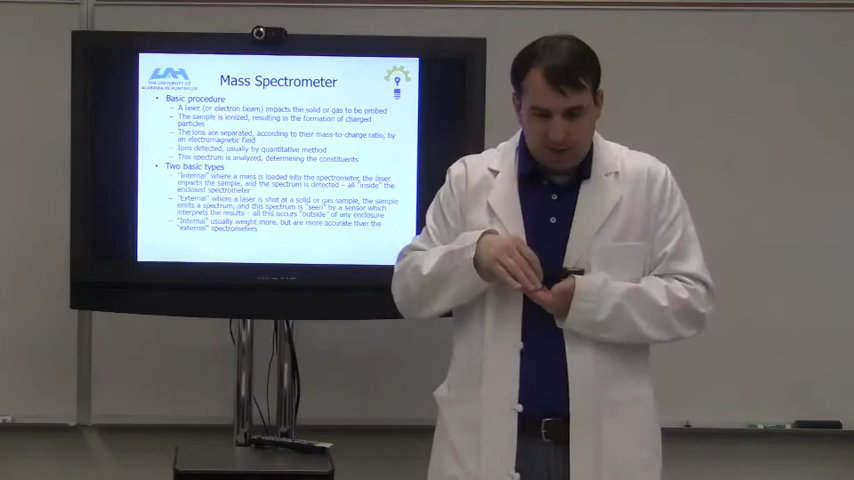 UAH
THE UNIVERSITY OF
ALABAMA IN HUNTSVILLE
Mass Spectrometer
• Basic procedure
– A laser (or electron beam) impacts the solid or gas to be probed
– The sample is ionized, resulting in the formation of charged
particles
– The ions are separated, according to their mass-to-charge ratio, by
an electromagnetic field
– Ions detected, usually by quantitative method
– This spectrum is analyzed, determining the constituents
• Two basic types
– "Internal" where a mass is loaded into the spectrometer, the laser
impacts the sample, and the spectrum is detected – all "inside" the
enclosed spectrometer
– "External" where a laser is shot at a solid or gas sample, the sample
emits a spectrum, and this spectrum is "seen" by a sensor which
interprets the results – all this occurs "outside" of any enclosure
– "Internal" usually weight more, but are more accurate than the
"external" spectrometers